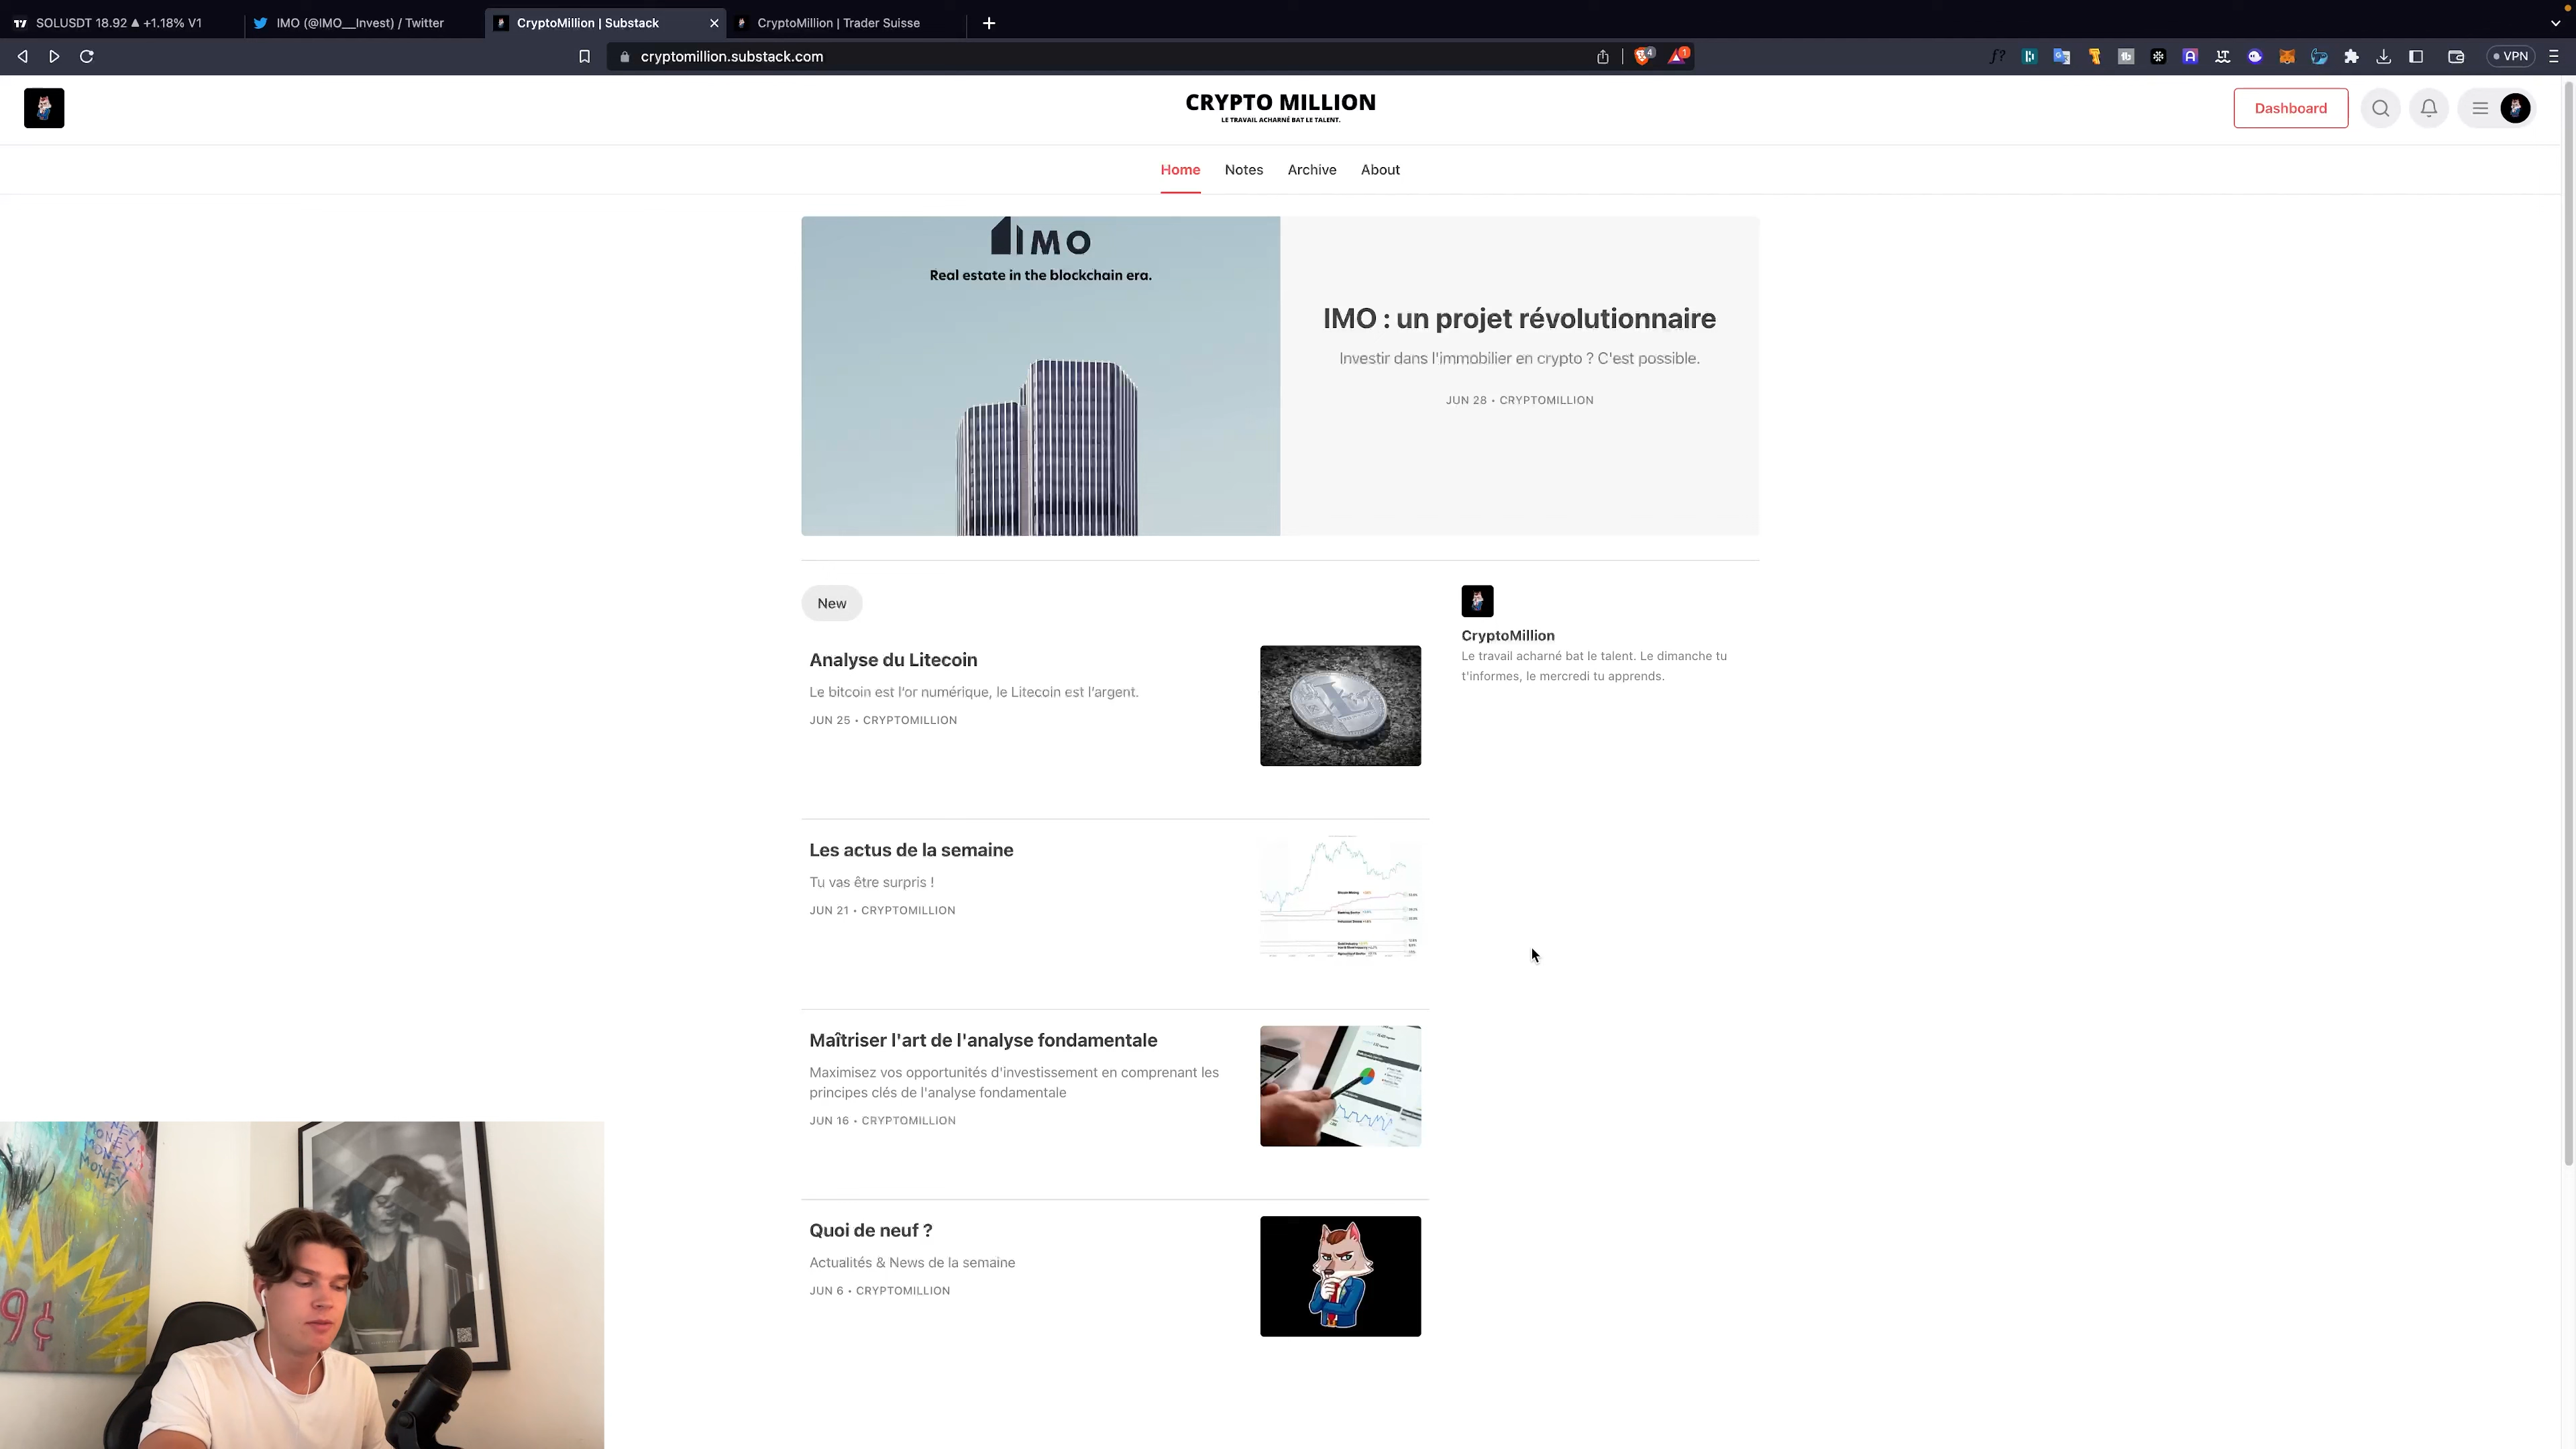 SOLUSDT 18.92 ▲ +1.18% V1
IMO (@IMO__Invest) / Twitter
CryptoMillion | Substack
CryptoMillion | Trader Suisse
cryptomillion.substack.com
4
1
VPN
CRYPTO MILLION
LE TRAVAIL ACHARNÉ BAT LE TALENT.
Dashboard
Home
Notes
Archive
About
IMO
Real estate in the blockchain era.
IMO : un projet révolutionnaire
Investir dans l'immobilier en crypto ? C'est possible.
JUN 28 • CRYPTOMILLION
New
Analyse du Litecoin
Le bitcoin est l'or numérique, le Litecoin est l'argent.
JUN 25 • CRYPTOMILLION
CryptoMillion
Le travail acharné bat le talent. Le dimanche tu
t'informes, le mercredi tu apprends.
Les actus de la semaine
Tu vas être surpris !
JUN 21 • CRYPTOMILLION
Maîtriser l'art de l'analyse fondamentale
Maximisez vos opportunités d'investissement en comprenant les
principes clés de l'analyse fondamentale
JUN 16 • CRYPTOMILLION
Quoi de neuf ?
Actualités & News de la semaine
JUN 6 • CRYPTOMILLION
MONEY
MONEY
MONEY
9¢